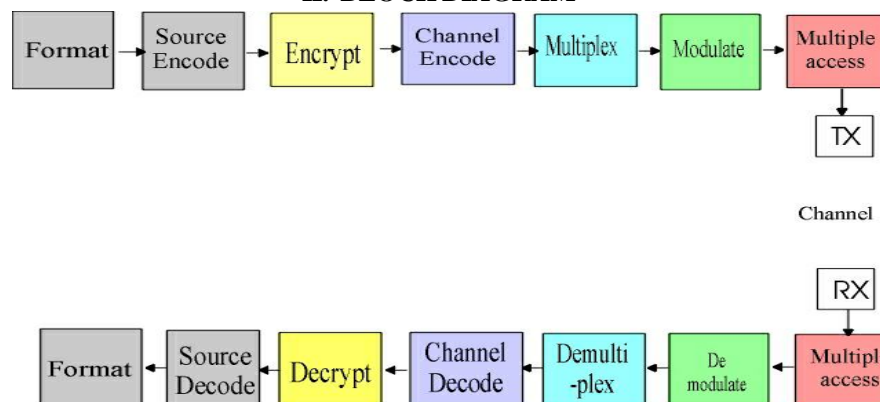 Format
Source
Encode
Encrypt
Channel
Encode
Multiplex
Modulate
Multiple
access
TX
Channel
RX
Format
Source
Decode
Decrypt
Channel
Decode
Demulti
-plex
De
modulate
Multipl
access